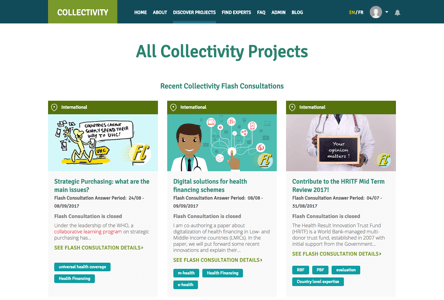 COLLECTIVITY
HOME ABOUT DISCOVER PROJECTS FIND EXPERTS FAQ ADMIN BLOG
EN/FR
All Collectivity Projects
Recent Collectivity Flash Consultations
International
International
International
Your
opinion
matters !
Strategic Purchasing: what are the
main issues?
Flash Consultation Answer Period: 24/08 -
08/09/2017
Flash Consultation is closed
Under the leadership of the WHO, a
collaborative learning program on strategic
purchasing has...
SEE FLASH CONSULTATION DETAILS>
universal health coverage
Health Financing
Digital solutions for health
financing schemes
Flash Consultation Answer Period: 08/08 -
09/09/2017
Flash Consultation is closed
I am co-authoring a paper about
digitalization of health financing in Low- and
Middle-Income countries (LMICs). In the
paper, we will put forward some recent
innovations and explain their...
SEE FLASH CONSULTATION DETAILS>
m-health
Health Financing
e-health
Contribute to the HRITF Mid Term
Review 2017!
Flash Consultation Answer Period: 04/07 -
31/08/2017
Flash Consultation is closed
The Health Result Innovation Trust Fund
(HRITF) is a World Bank-managed multi-
donor trust fund, established in 2007 with
initial support from the Government...
SEE FLASH CONSULTATION DETAILS>
RBF
PBF
evaluation
Country level expertise